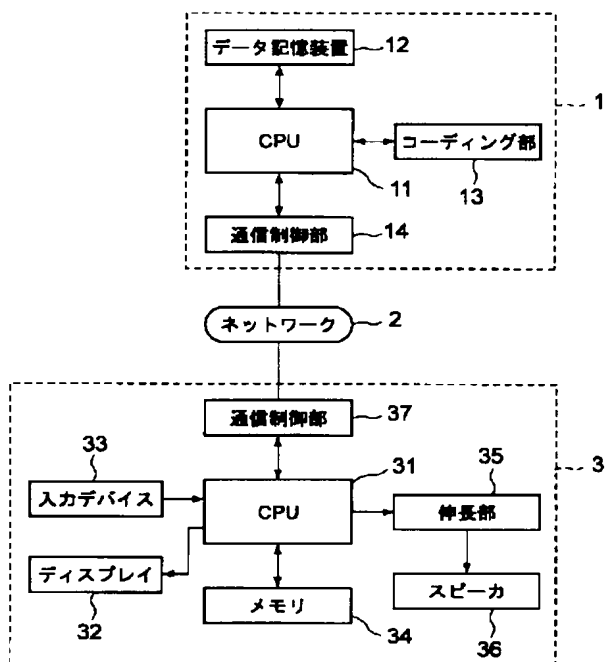 データ記憶装置
12
1
CPU
コーディング部
11
13
通信制御部
14
ネットワーク
2
通信制御部
37
33
31
35
3
入力デバイス
CPU
伸長部
ディスプレイ
メモリ
スピーカ
32
34
36